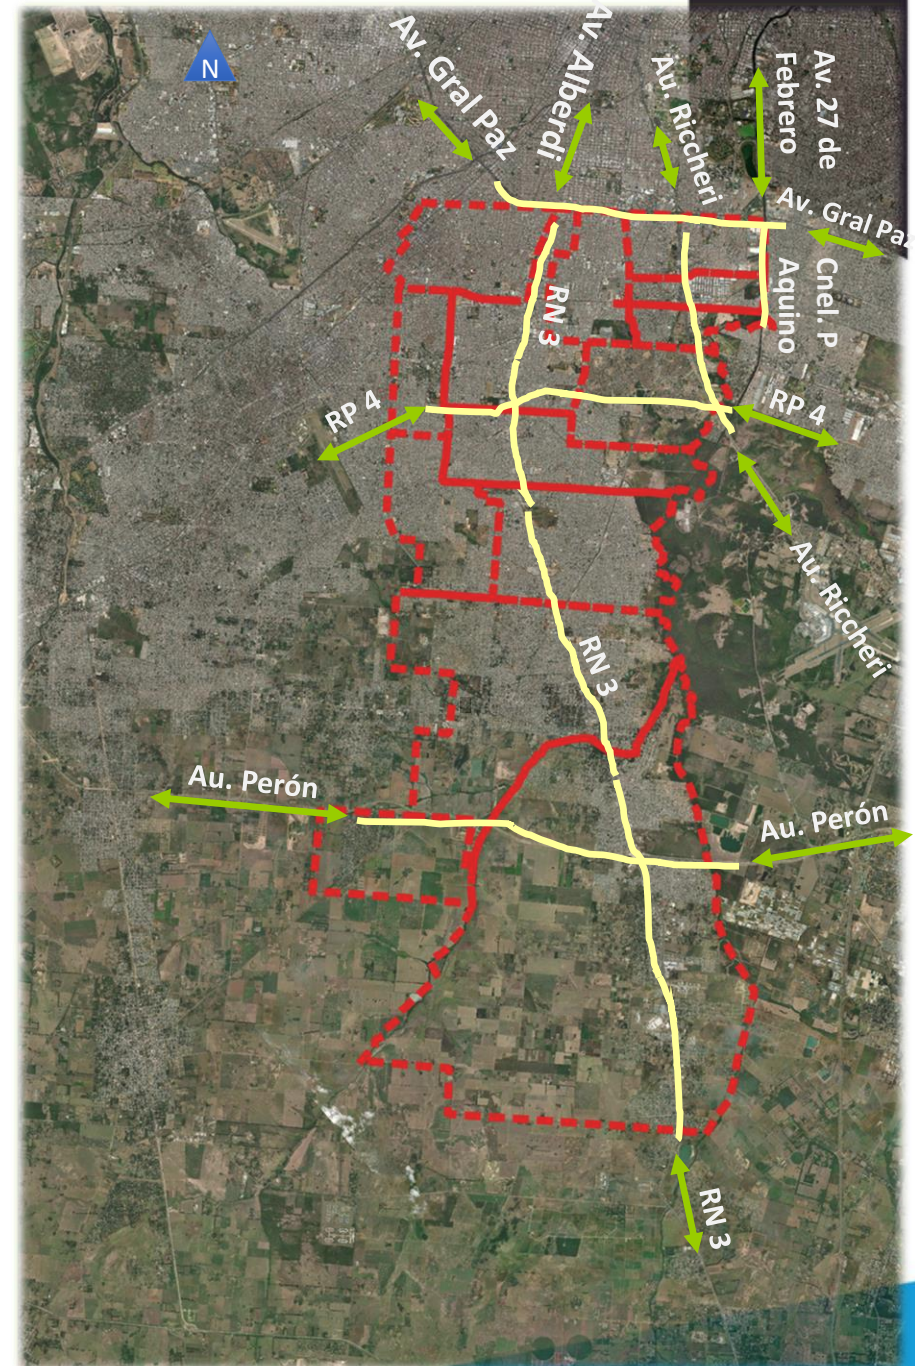 N
Av. Gral Paz
Av. Alberdi
Au. Riccheri
Av. 27 de
Febrero
Av. Gral Paz
Cnel. P
Aquino
RN 3
RP 4
RP 4
Au. Riccheri
RN 3
Au. Perón
Au. Perón
RN 3